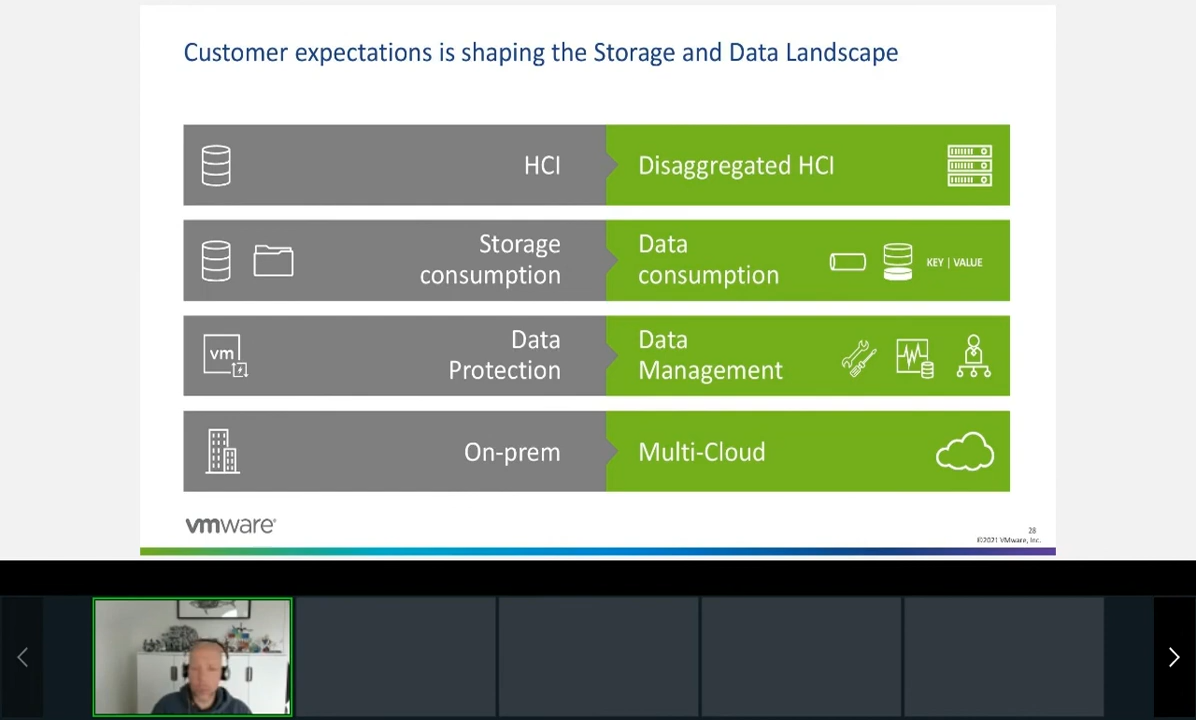 Customer expectations is shaping the Storage and Data Landscape
HCI
Disaggregated HCI
Storage
consumption
Data
consumption
KEY | VALUE
vm
Data
Protection
Data
Management
On-prem
Multi-Cloud
vmware®
28
©2021 VMware, Inc.